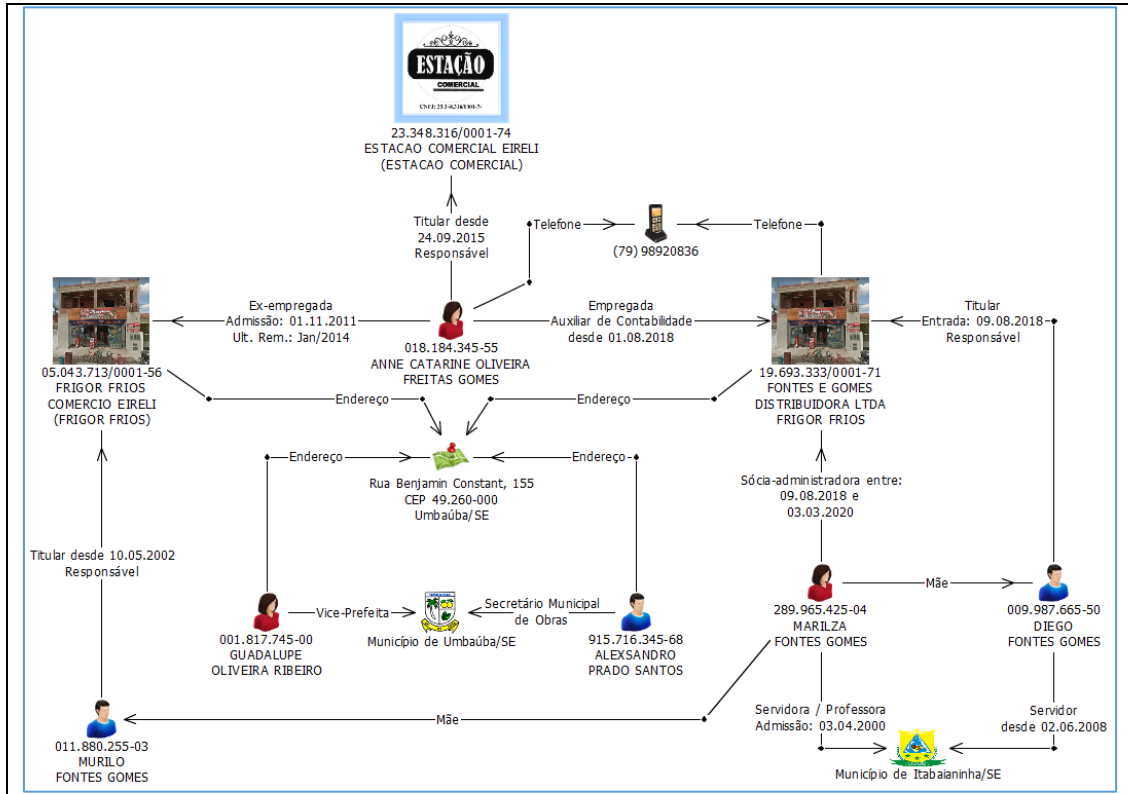 ESTAÇÃO
COMERCIAL
CNPJ: 23.348.316/0001-74
23.348.316/0001-74
ESTACAO COMERCIAL EIRELI
(ESTACAO COMERCIAL)
Titular desde
24.09.2015
Responsável
Telefone
(79) 98920836
Telefone
Ex-empregada
Admissão: 01.11.2011
Ult. Rem.: Jan/2014
Empregada
Auxiliar de Contabilidade
desde 01.08.2018
Titular
Entrada: 09.08.2018
Responsável
018.184.345-55
ANNE CATARINE OLIVEIRA
FREITAS GOMES
05.043.713/0001-56
FRIGOR FRIOS
COMERCIO EIRELI
(FRIGOR FRIOS)
19.693.333/0001-71
FONTES E GOMES
DISTRIBUIDORA LTDA
FRIGOR FRIOS
Endereço
Endereço
Endereço
Endereço
Rua Benjamin Constant, 155
CEP 49.260-000
Umbaúba/SE
Sócia-administradora entre:
09.08.2018 e
03.03.2020
Titular desde 10.05.2002
Responsável
Vice-Prefeita
Secretário Municipal
de Obras
Mãe
001.817.745-00
GUADALUPE
OLIVEIRA RIBEIRO
Município de Umbaúba/SE
915.716.345-68
ALEXSANDRO
PRADO SANTOS
289.965.425-04
MARILZA
FONTES GOMES
009.987.665-50
DIEGO
FONTES GOMES
Mãe
011.880.255-03
MURILO
FONTES GOMES
Servidora / Professora
Admissão: 03.04.2000
Servidor
desde 02.06.2008
Município de Itabaianinha/SE